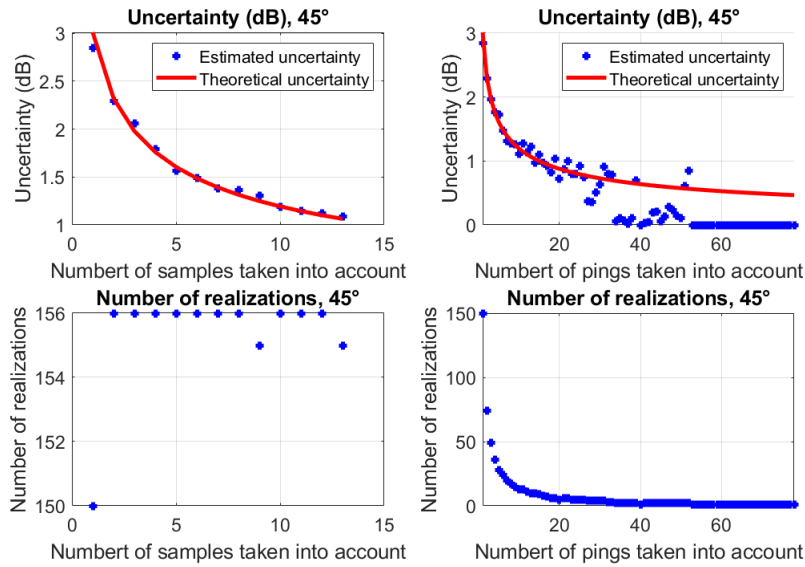 Uncertainty (dB), 45°
Uncertainty (dB)
3
2.5
2
1.5
1
Estimated uncertainty
Theoretical uncertainty
0 5 10 15
Numbert of samples taken into account
Uncertainty (dB), 45°
Uncertainty (dB)
3
2
1
0
Estimated uncertainty
Theoretical uncertainty
20 40 60
Numbert of pings taken into account
Number of realizations, 45°
Number of realizations
156
154
152
150
0 5 10 15
Numbert of samples taken into account
Number of realizations, 45°
Number of realizations
150
100
50
0
20 40 60
Numbert of pings taken into account